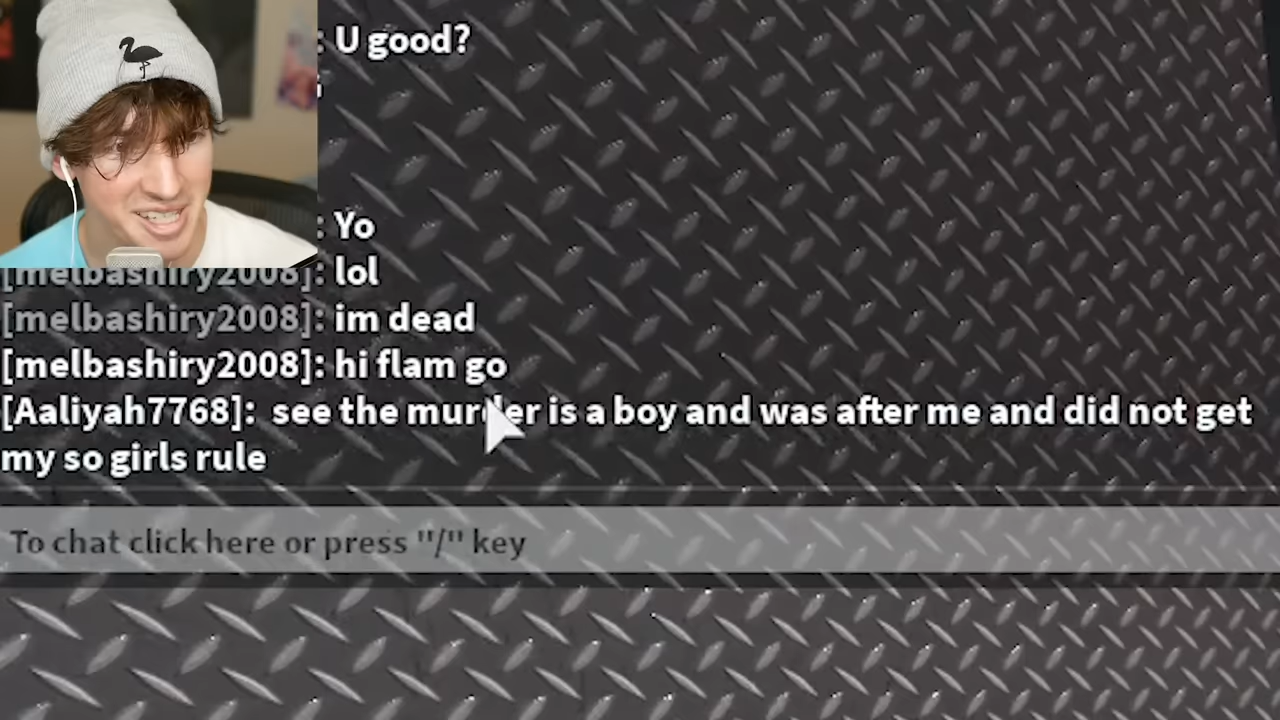 : U good?
: Yo
[melbashiry2008]: lol
[melbashiry2008]: im dead
[melbashiry2008]: hi flam go
[Aaliyah7768]:  see the murder is a boy and was after me and did not get
my so girls rule
To chat click here or press "/" key